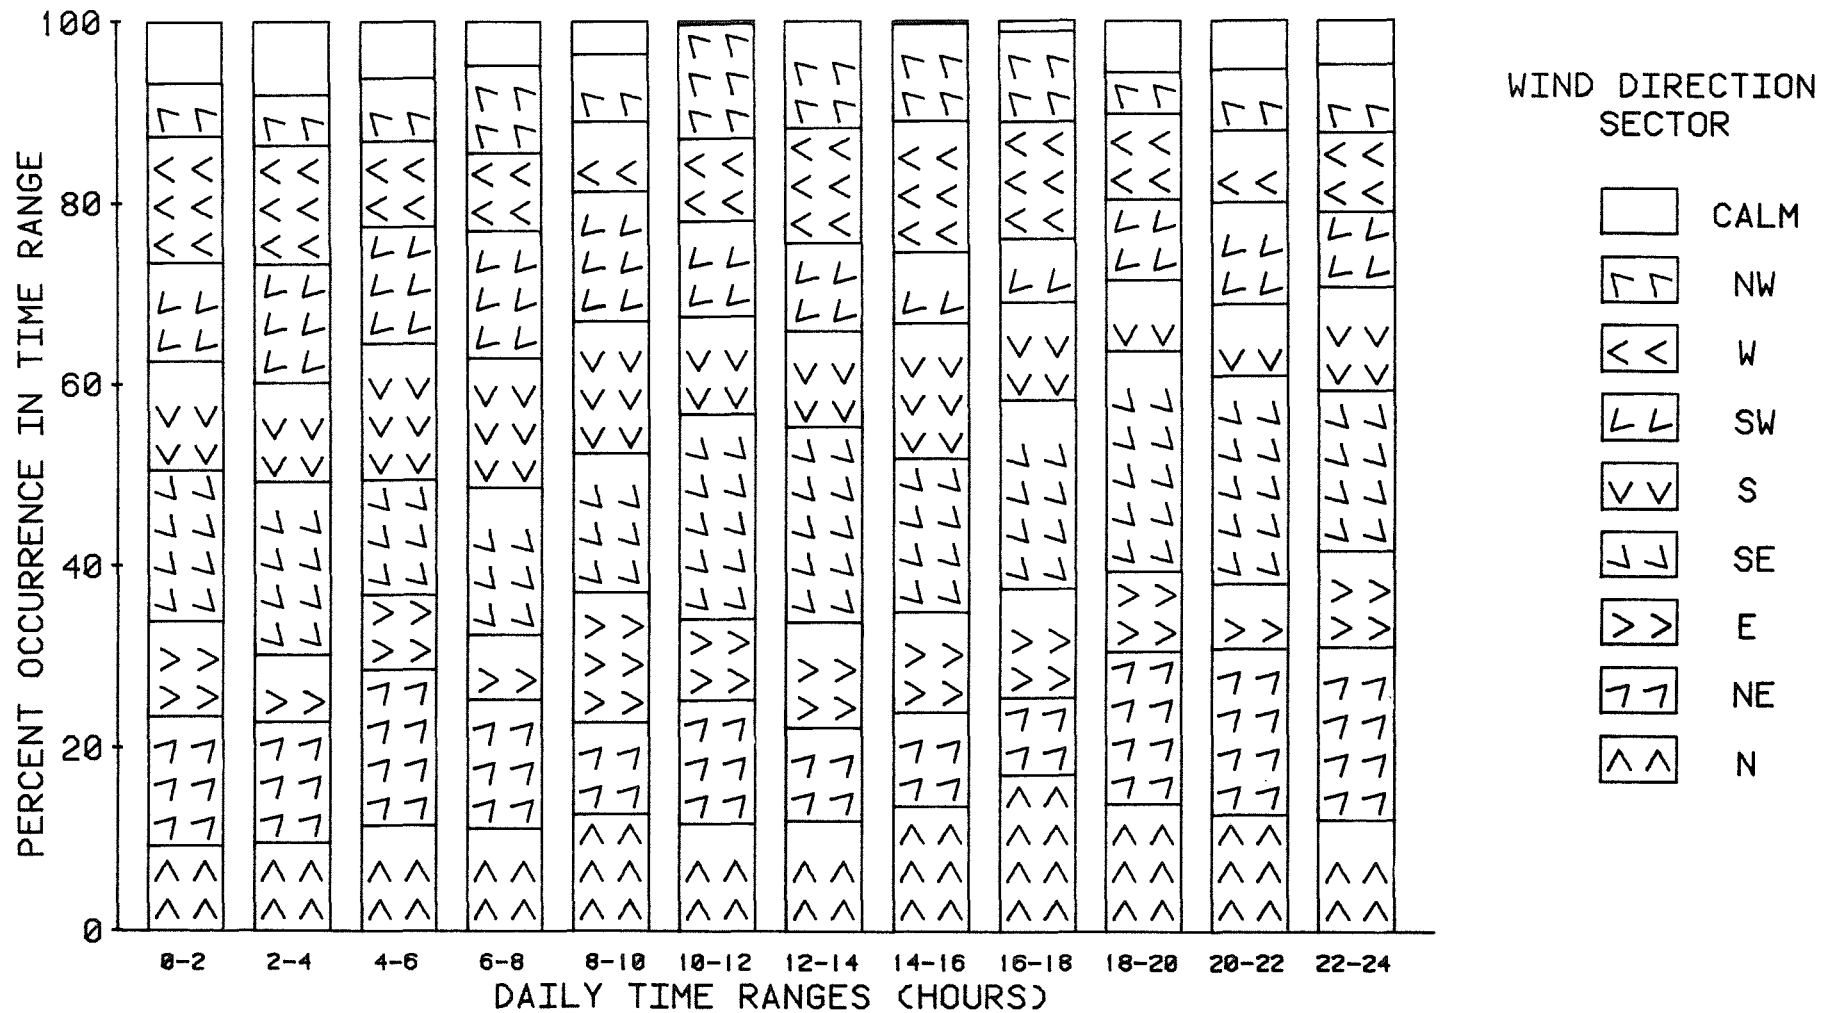 100
80
60
40
20
0
PERCENT OCCURRENCE IN TIME RANGE
0-2 2-4 4-6 6-8 8-10 10-12 12-14 14-16 16-18 18-20 20-22 22-24
DAILY TIME RANGES (HOURS)
WIND DIRECTION
SECTOR
CALM
NW
W
SW
S
SE
E
NE
N